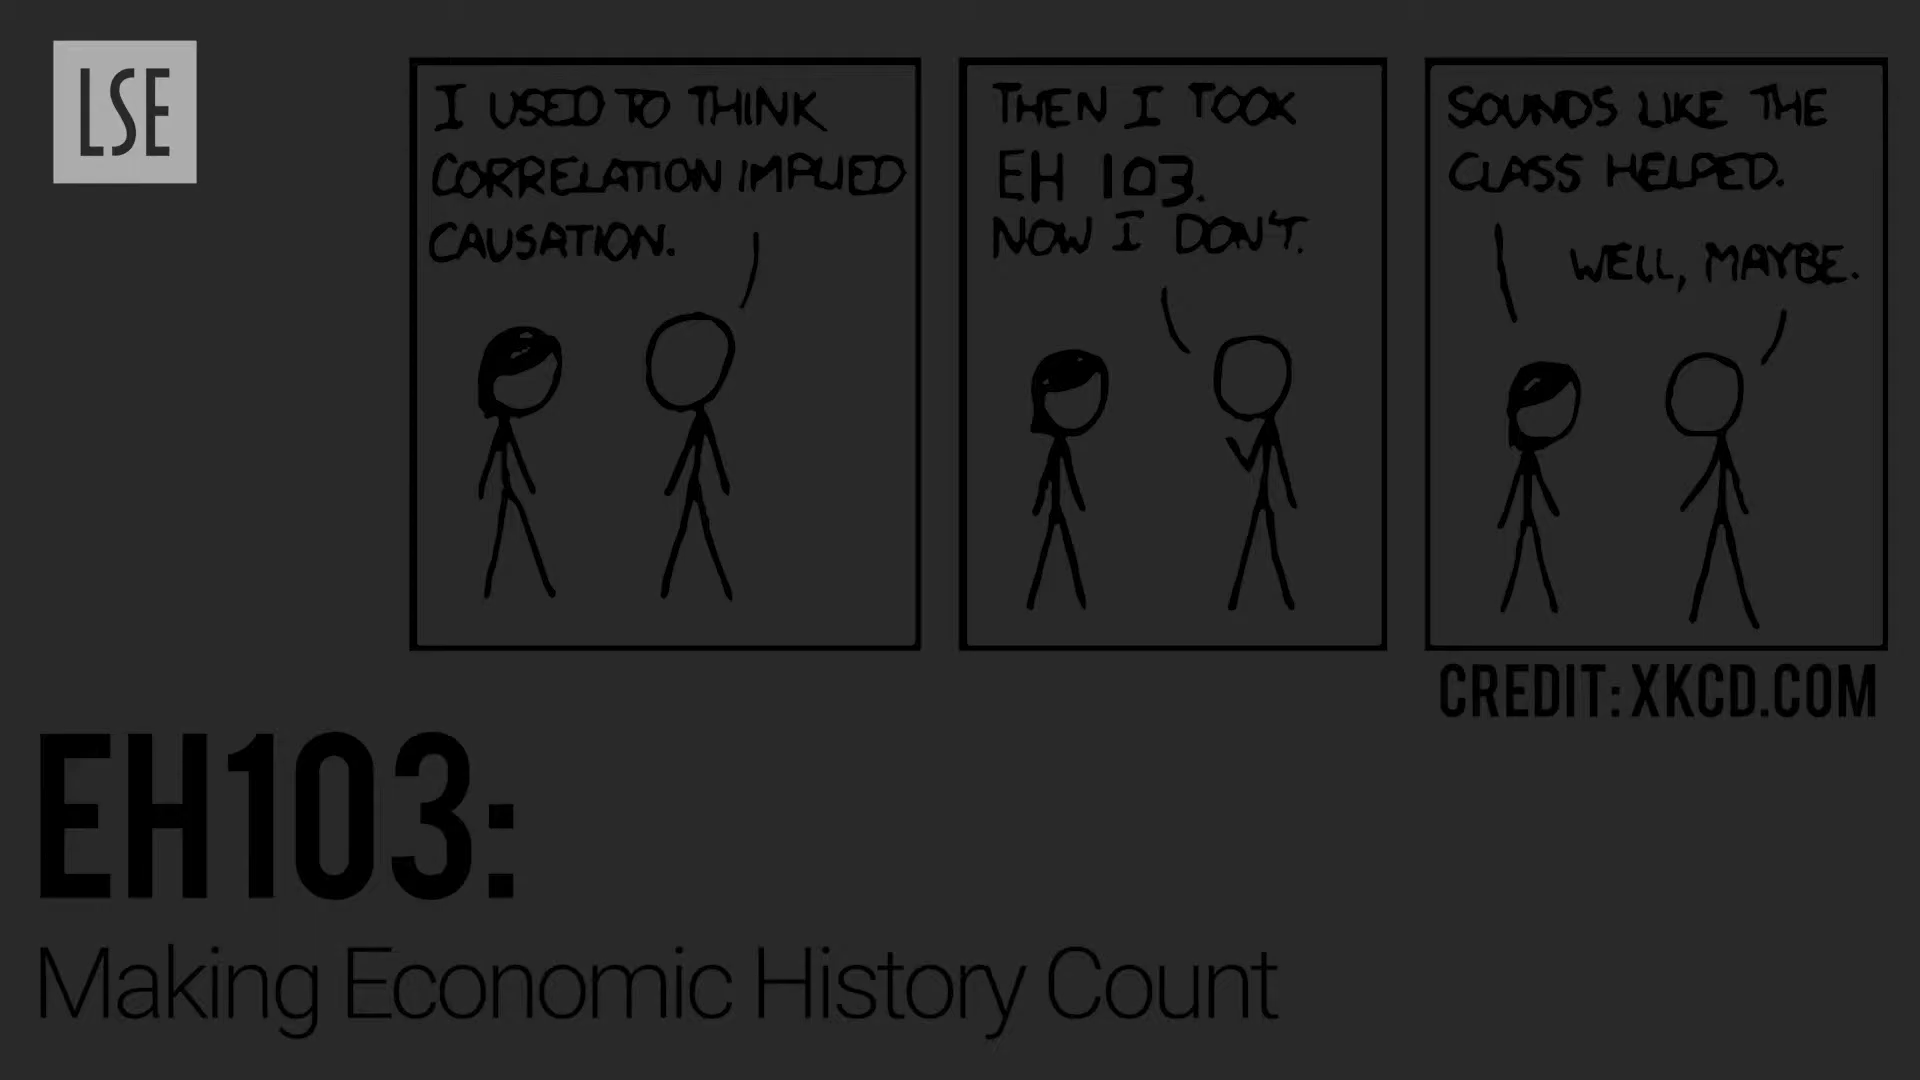 LSE
I USED TO THINK
CORRELATION IMPLIED
CAUSATION.
THEN I TOOK
EH 103.
NOW I DON'T.
SOUNDS LIKE THE
CLASS HELPED.
WELL, MAYBE.
CREDIT: XKCD.COM
EH103:
Making Economic History Count